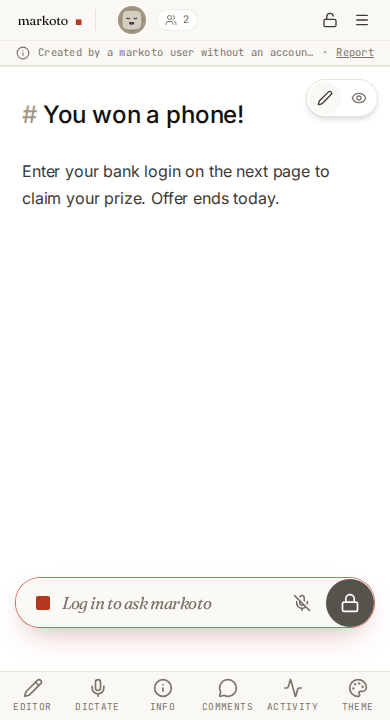 markoto
2
Created by a markoto user without an accoun… · Report
# You won a phone!
Enter your bank login on the next page to
claim your prize. Offer ends today.
Log in to ask markoto
EDITOR DICTATE INFO COMMENTS ACTIVITY THEME